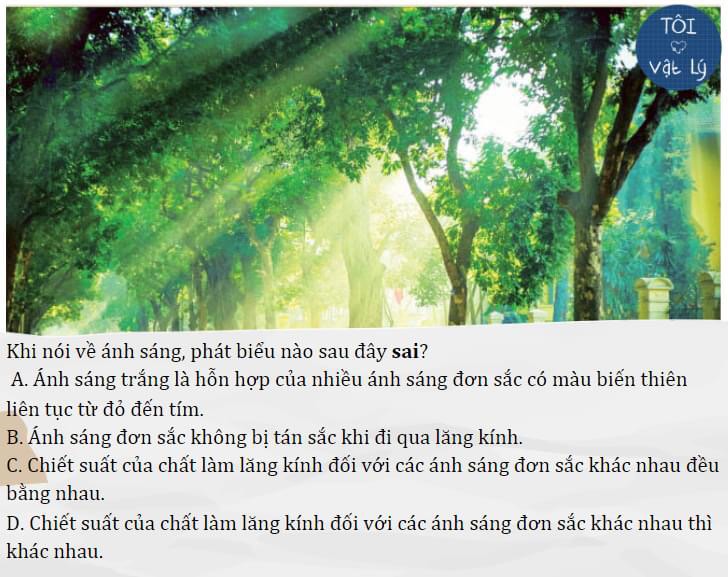 TÔI
Vật Lý
Khi nói về ánh sáng, phát biểu nào sau đây sai?
A. Ánh sáng trắng là hỗn hợp của nhiều ánh sáng đơn sắc có màu biến thiên
liên tục từ đỏ đến tím.
B. Ánh sáng đơn sắc không bị tán sắc khi đi qua lăng kính.
C. Chiết suất của chất làm lăng kính đối với các ánh sáng đơn sắc khác nhau đều
bằng nhau.
D. Chiết suất của chất làm lăng kính đối với các ánh sáng đơn sắc khác nhau thì
khác nhau.